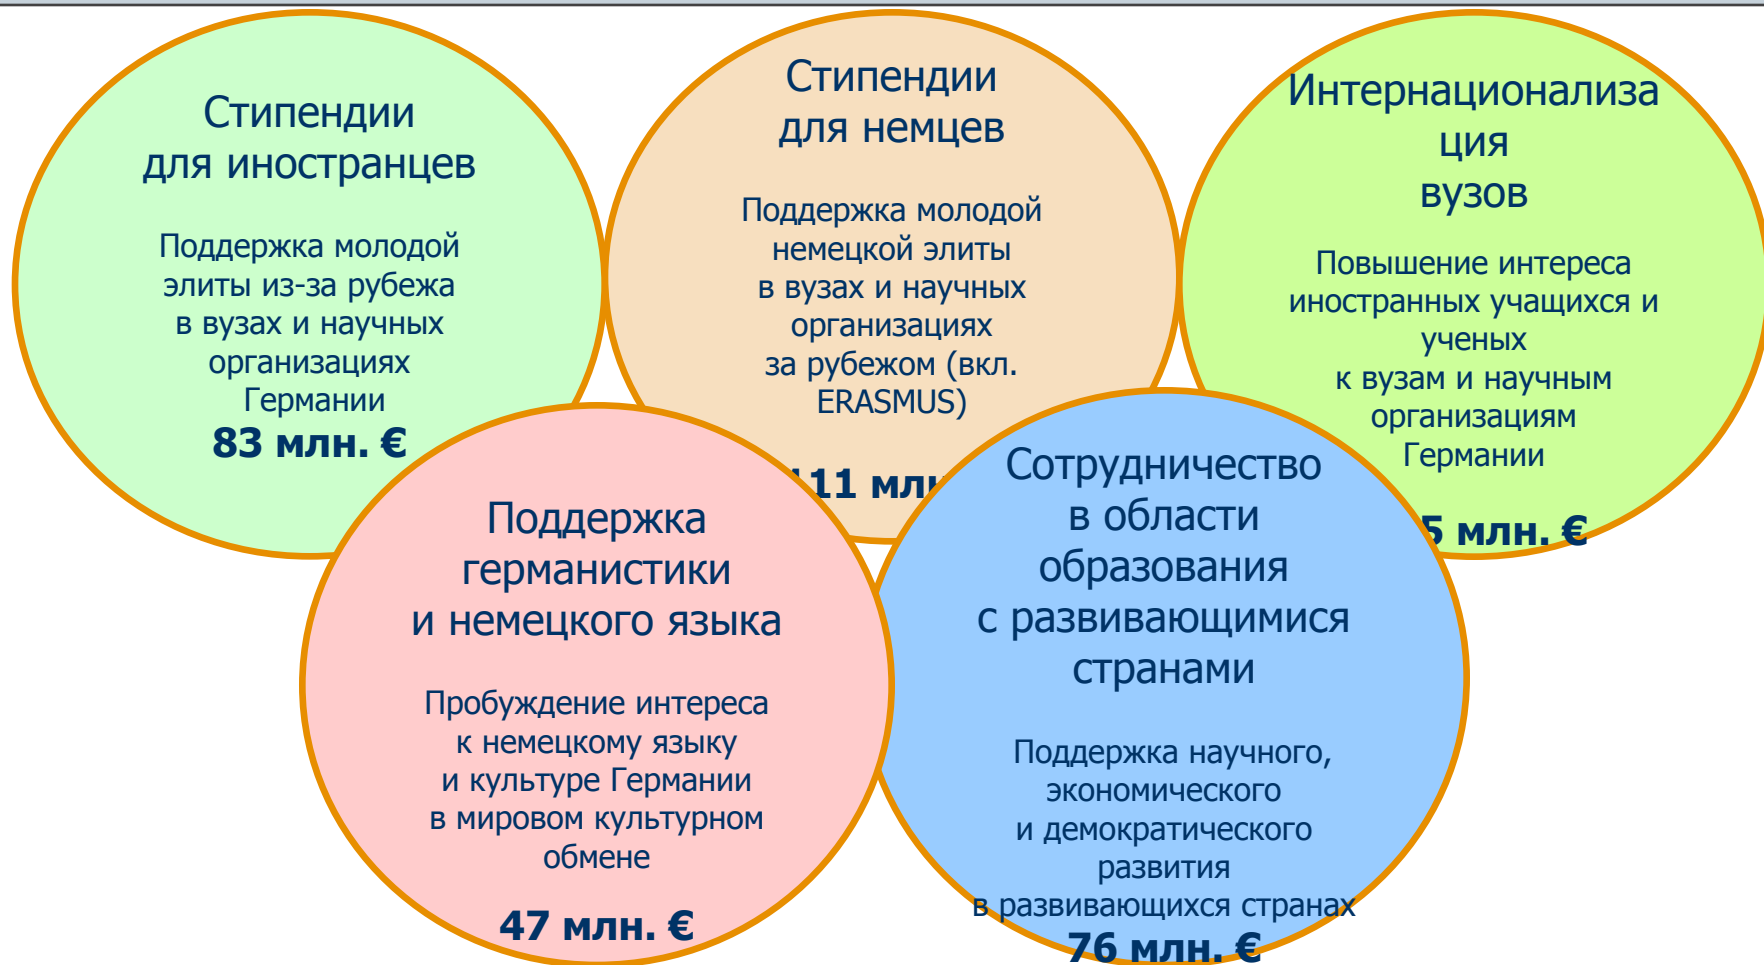 Стипендии
для иностранцев
Поддержка молодой
элиты из-за рубежа
в вузах и научных
организациях
Германии
83 млн. €
Стипендии
для немцев
Поддержка молодой
немецкой элиты
в вузах и научных
организациях
за рубежом (вкл.
ERASMUS)
Интернационализа
ция
вузов
Повышение интереса
иностранных учащихся и
ученых
к вузам и научным
организациям
Германии
млн. €
Поддержка
германистики
и немецкого языка
Пробуждение интереса
к немецкому языку
и культуре Германии
в мировом культурном
обмене
47 млн. €
Сотрудничество
в области
образования
с развивающимися
странами
Поддержка научного,
экономического
и демократического
развития
в развивающихся странах
76 млн. €